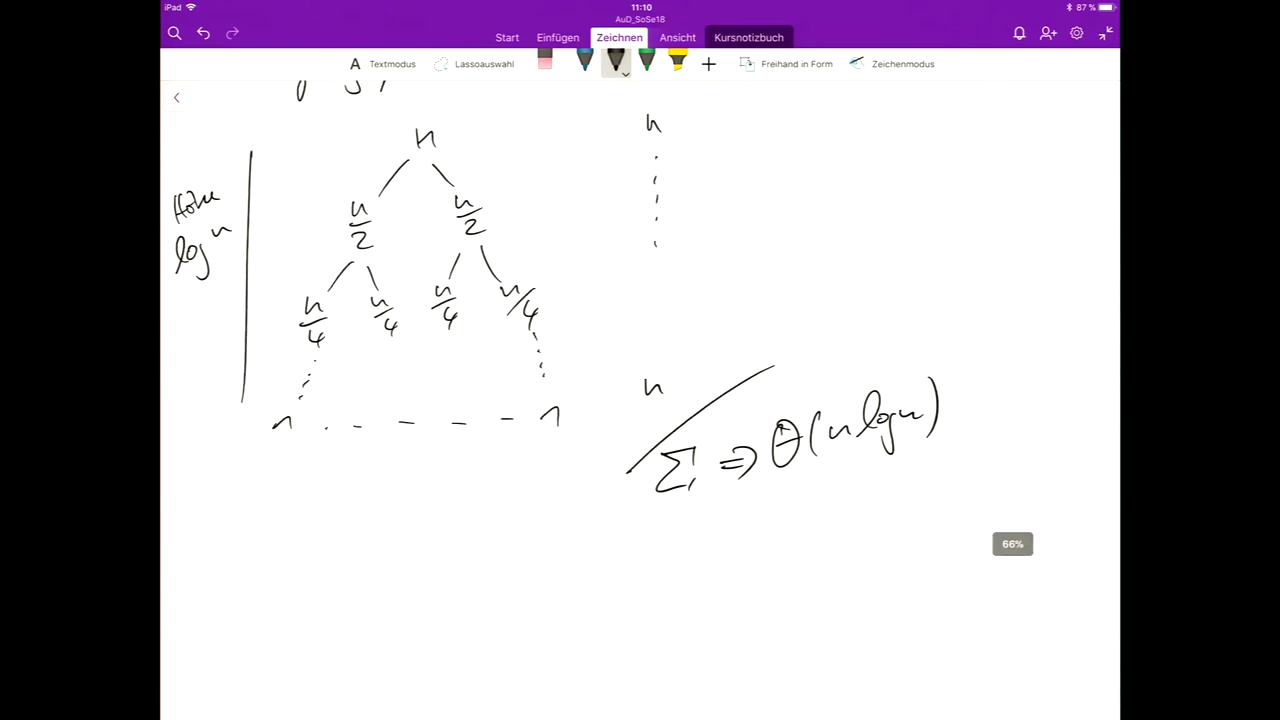 iPad 11:10 87 %
AuD_SoSe18
Start Einfügen Zeichnen Ansicht Kursnotizbuch
A Textmodus Lassoauswahl Freihand in Form Zeichenmodus
n n
Höhe
log n
n/2 n/2
n/4 n/4 n/4 n/4
1 . - - - - 1
n
Σ ⇒ Θ(n log n)
66%